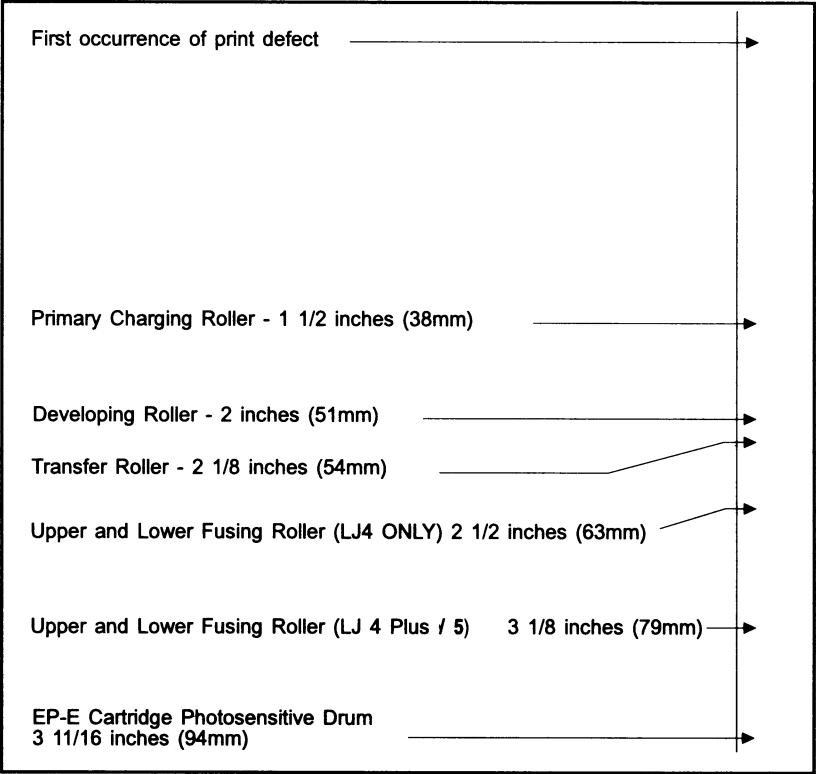 First occurrence of print defect
Primary Charging Roller - 1 1/2 inches (38mm)
Developing Roller - 2 inches (51mm)
Transfer Roller - 2 1/8 inches (54mm)
Upper and Lower Fusing Roller (LJ4 ONLY) 2 1/2 inches (63mm)
Upper and Lower Fusing Roller (LJ 4 Plus / 5) 3 1/8 inches (79mm)
EP-E Cartridge Photosensitive Drum
3 11/16 inches (94mm)